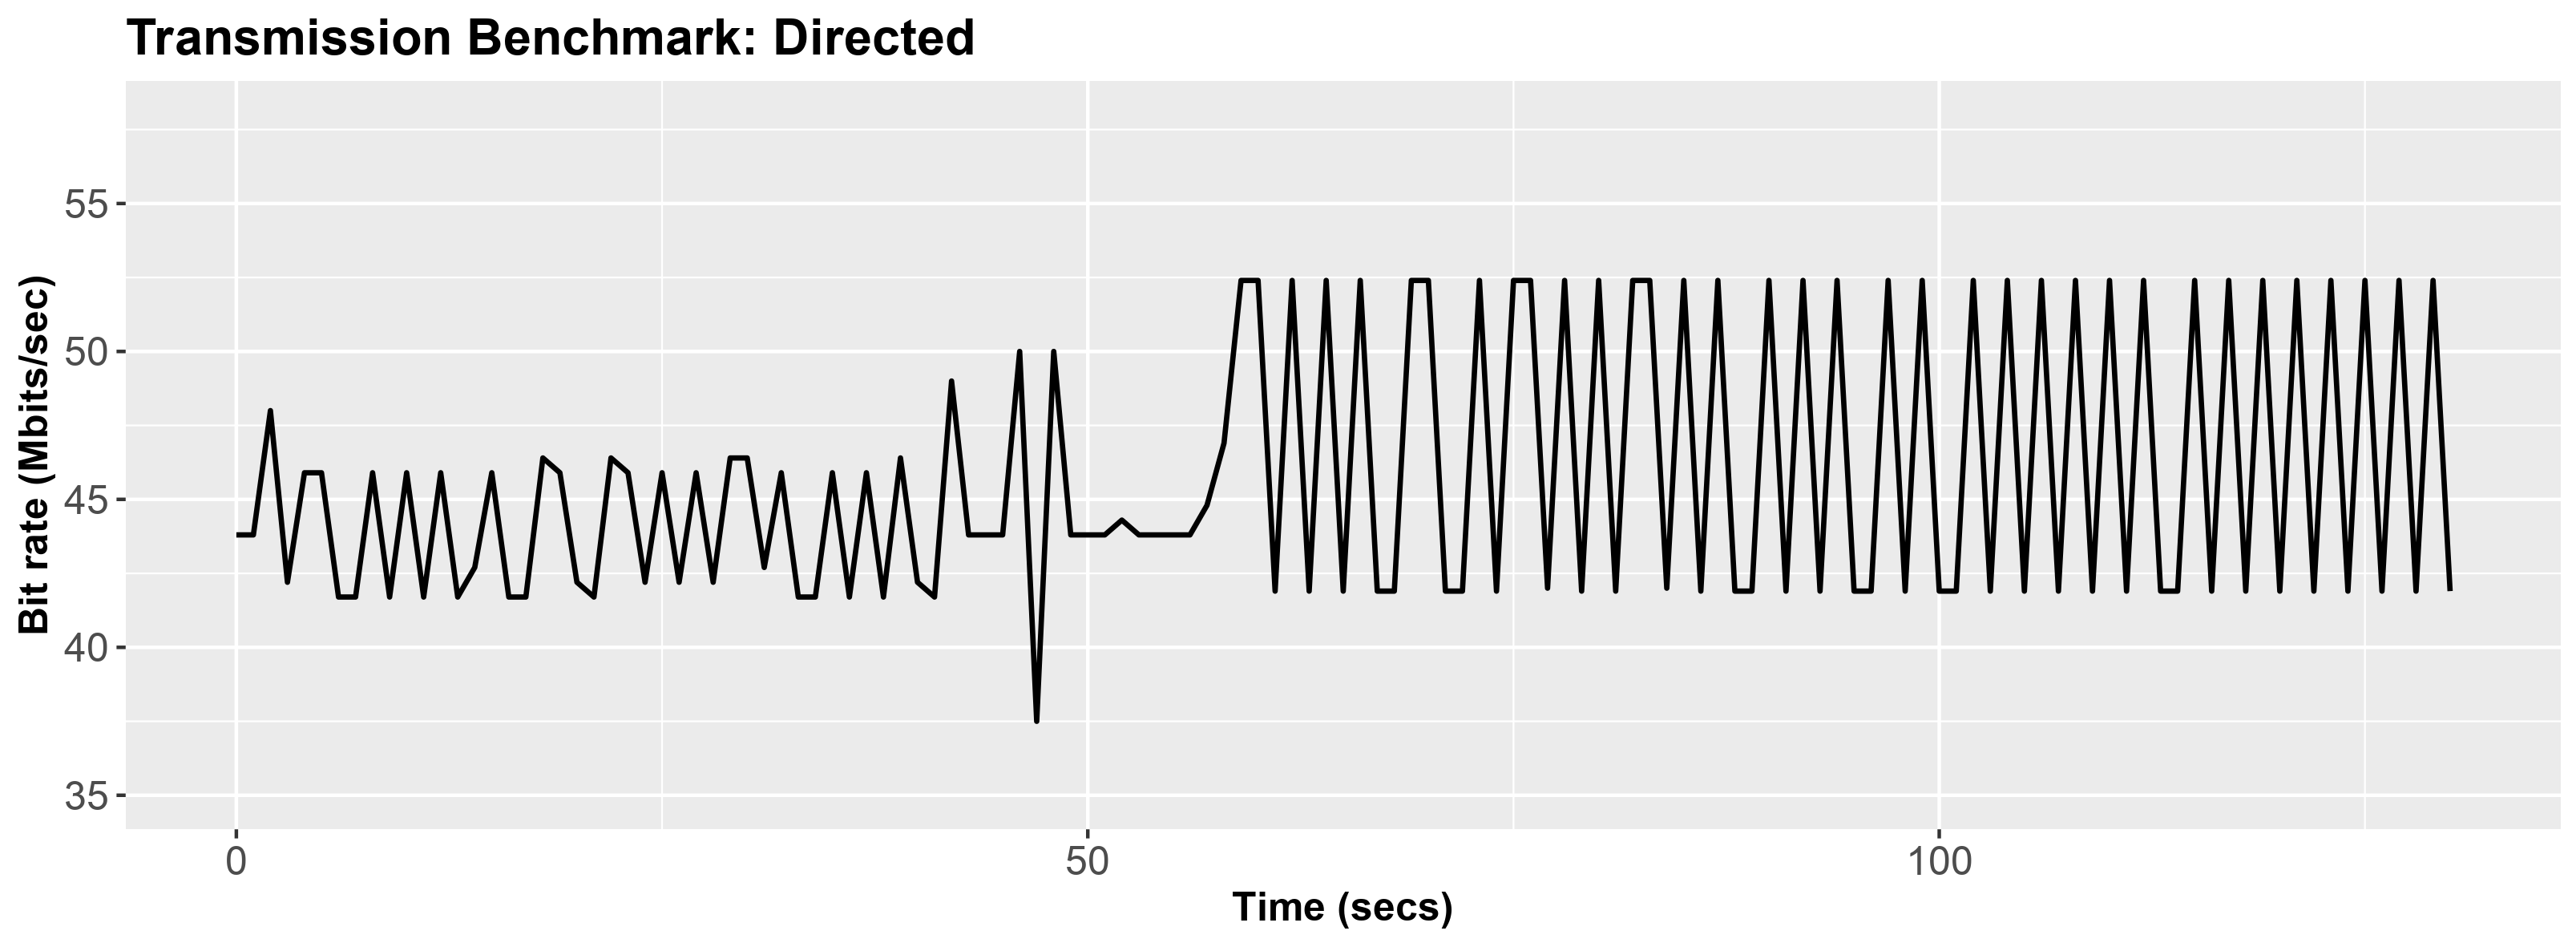 Transmission Benchmark: Directed
Bit rate (Mbits/sec)
55
50
45
40
35
0
50
100
Time (secs)